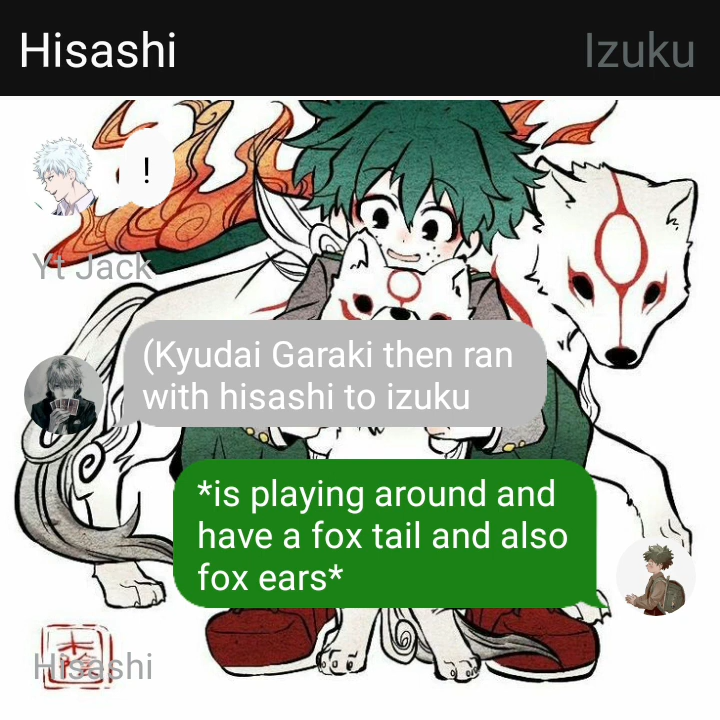 Hisashi Izuku
!
Yt Jack
(Kyudai Garaki then ran
with hisashi to izuku
*is playing around and
have a fox tail and also
fox ears*
Hisashi